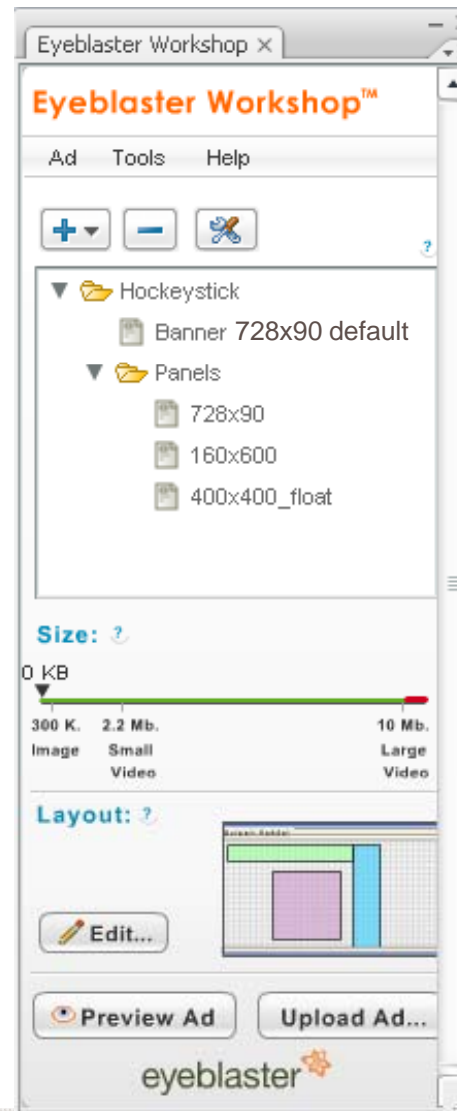 Eyeblaster Workshop ×
Eyeblaster Workshop™
Ad Tools Help
?
Hockeystick
Banner 728x90 default
Panels
728x90
160x600
400x400_float
Size: ?
0 KB
300 K. 2.2 Mb. 10 Mb.
Image Small Large
Video Video
Layout: ?
Edit...
Preview Ad Upload Ad...
eyeblaster